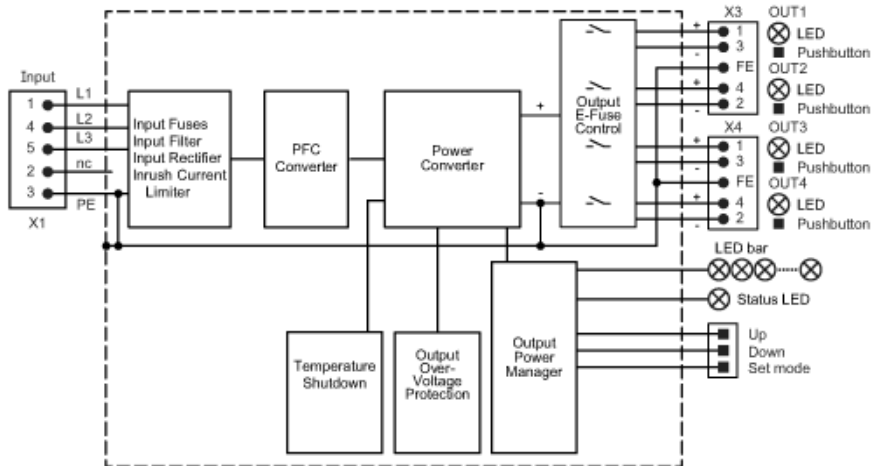 Input
1
L1
4
L2
5
L3
2
nc
3
PE
X1
Input Fuses
Input Filter
Input Rectifier
Inrush Current
Limiter
PFC
Converter
Power
Converter
+
-
Output
E-Fuse
Control
X3
OUT1
+
1
LED
3
Pushbutton
-
FE
OUT2
+
4
LED
2
Pushbutton
-
X4
OUT3
+
1
LED
3
Pushbutton
-
FE
OUT4
+
4
LED
2
Pushbutton
-
LED bar
Status LED
Up
Down
Set mode
Temperature
Shutdown
Output
Over-
Voltage
Protection
Output
Power
Manager